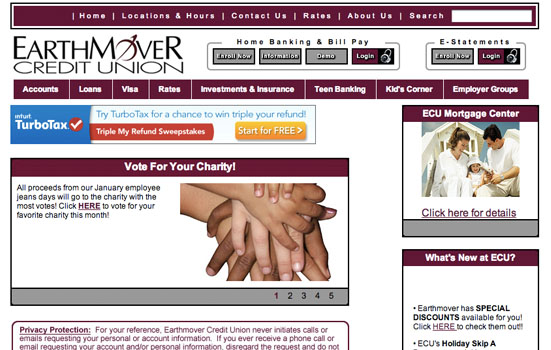 | Home | Locations & Hours | Contact Us | Rates | About Us | Search
EARTHMOVER
CREDIT UNION
Home Banking & Bill Pay
Enroll Now Information Demo Login
E-Statements
Enroll Now Login
Accounts Loans Visa Rates Investments & Insurance Teen Banking Kid's Corner Employer Groups
intuit
TurboTax
Try TurboTax for a chance to win triple your refund!
Triple My Refund Sweepstakes
Start for FREE >
ECU Mortgage Center
Click here for details
Vote For Your Charity!
All proceeds from our January employee
jeans days will go to the charity with the
most votes! Click HERE to vote for your
favorite charity this month!
1 2 3 4 5
What's New at ECU?
• Earthmover has SPECIAL
DISCOUNTS available for you!
Click HERE to check them out!!
• ECU's Holiday Skip A
Privacy Protection: For your reference, Earthmover Credit Union never initiates calls or
emails requesting your personal or account information. If you ever receive a phone call or
email requesting your account and/or personal information, disregard the request and do not